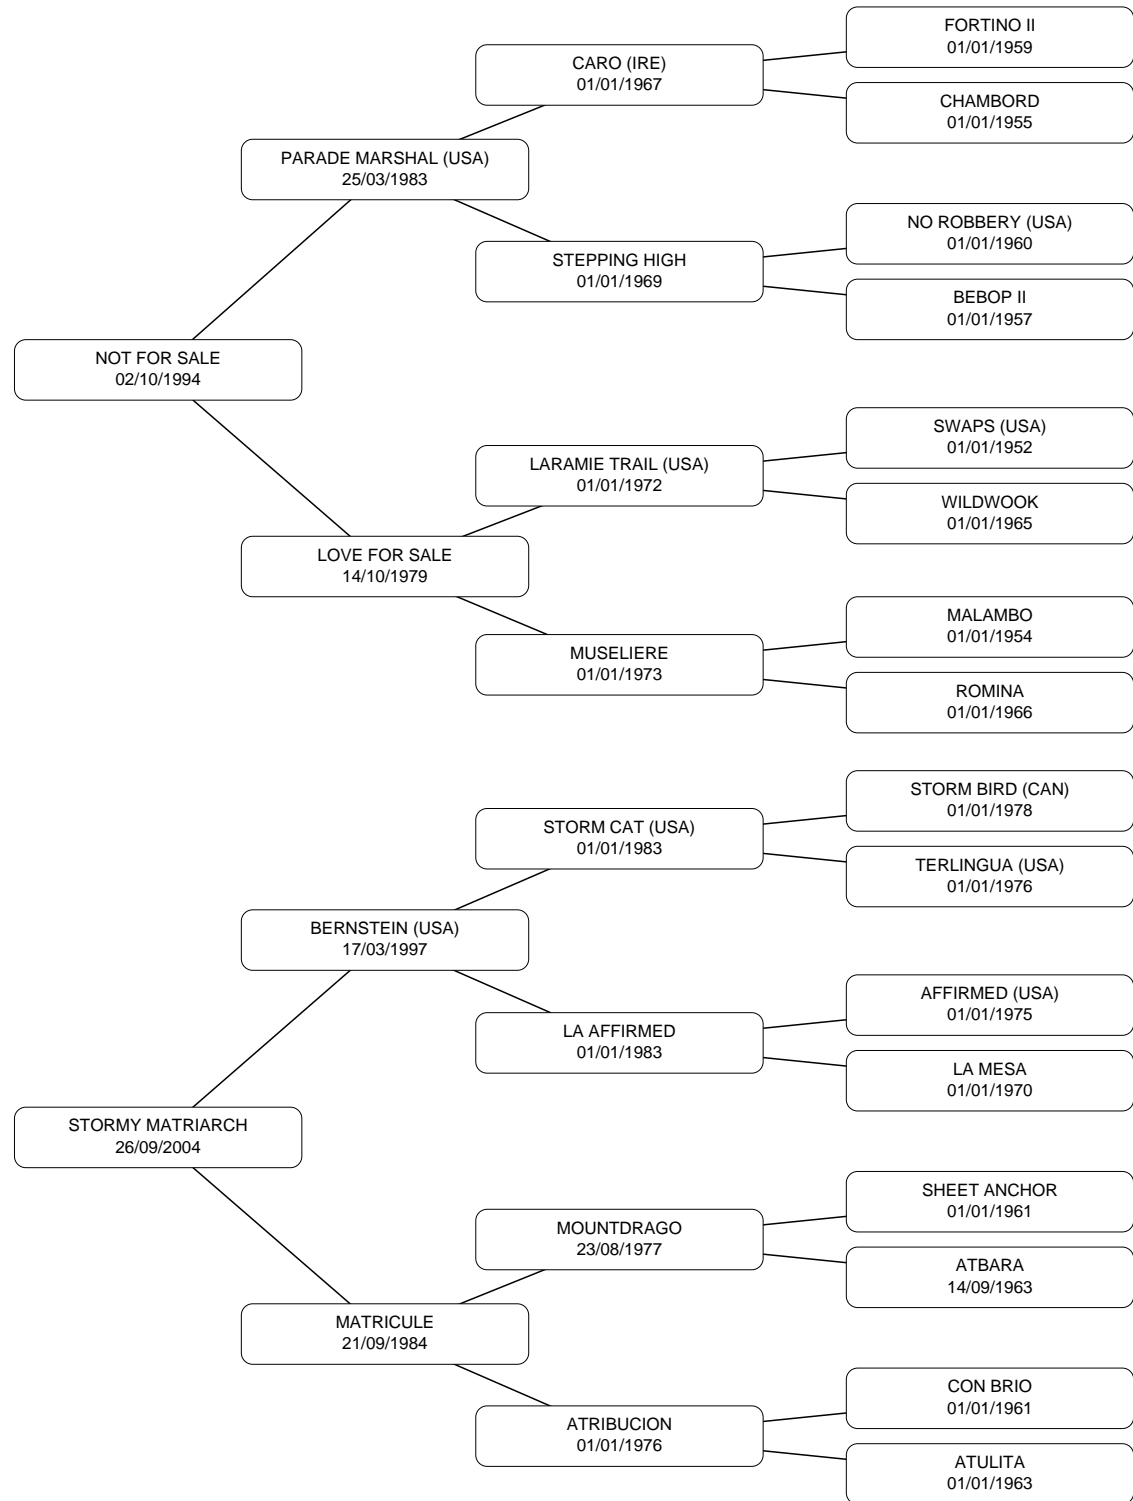 FORTINO II
01/01/1959
CARO (IRE)
01/01/1967
CHAMBORD
01/01/1955
PARADE MARSHAL (USA)
25/03/1983
NO ROBBERY (USA)
01/01/1960
STEPPING HIGH
01/01/1969
BEBOP II
01/01/1957
NOT FOR SALE
02/10/1994
SWAPS (USA)
01/01/1952
LARAMIE TRAIL (USA)
01/01/1972
WILDWOOK
01/01/1965
LOVE FOR SALE
14/10/1979
MALAMBO
01/01/1954
MUSELIERE
01/01/1973
ROMINA
01/01/1966
STORM BIRD (CAN)
01/01/1978
STORM CAT (USA)
01/01/1983
TERLINGUA (USA)
01/01/1976
BERNSTEIN (USA)
17/03/1997
AFFIRMED (USA)
01/01/1975
LA AFFIRMED
01/01/1983
LA MESA
01/01/1970
STORMY MATRIARCH
26/09/2004
SHEET ANCHOR
01/01/1961
MOUNTDRAGO
23/08/1977
ATBARA
14/09/1963
MATRICULE
21/09/1984
CON BRIO
01/01/1961
ATRIBUCION
01/01/1976
ATULITA
01/01/1963